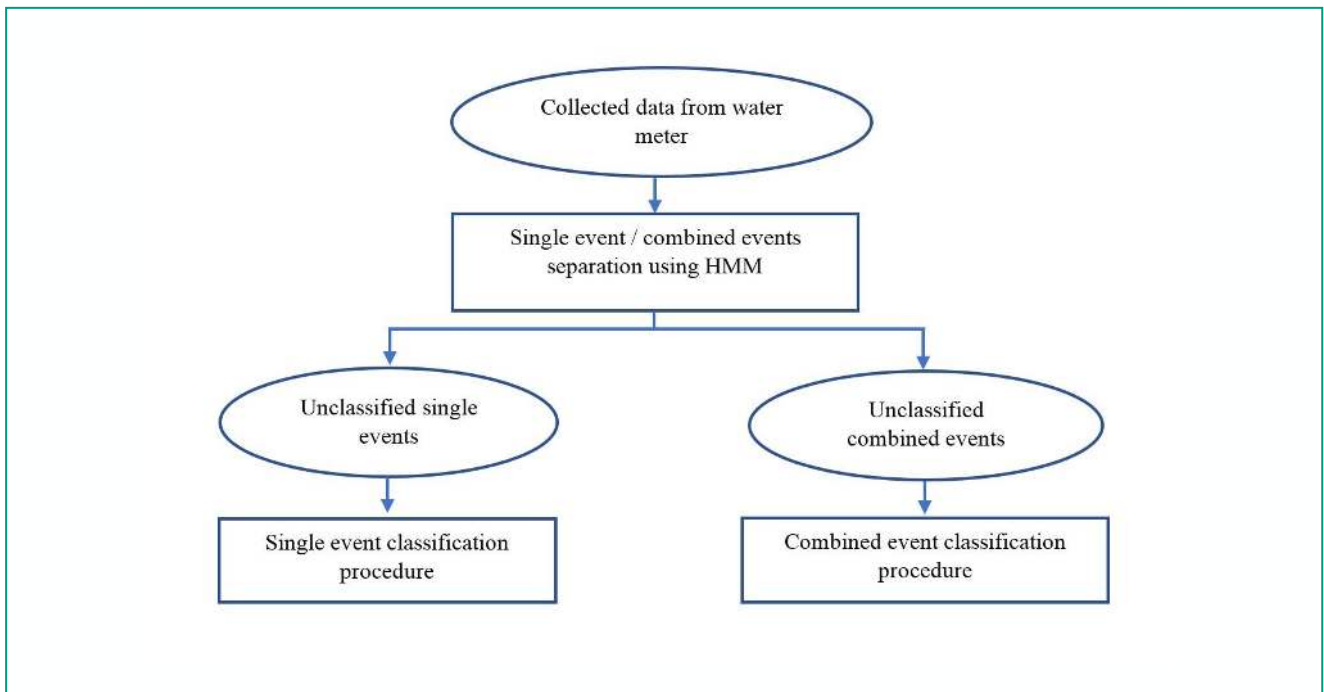 Collected data from water
meter
Single event / combined events
separation using HMM
Unclassified single
events
Unclassified
combined events
Single event classification
procedure
Combined event classification
procedure